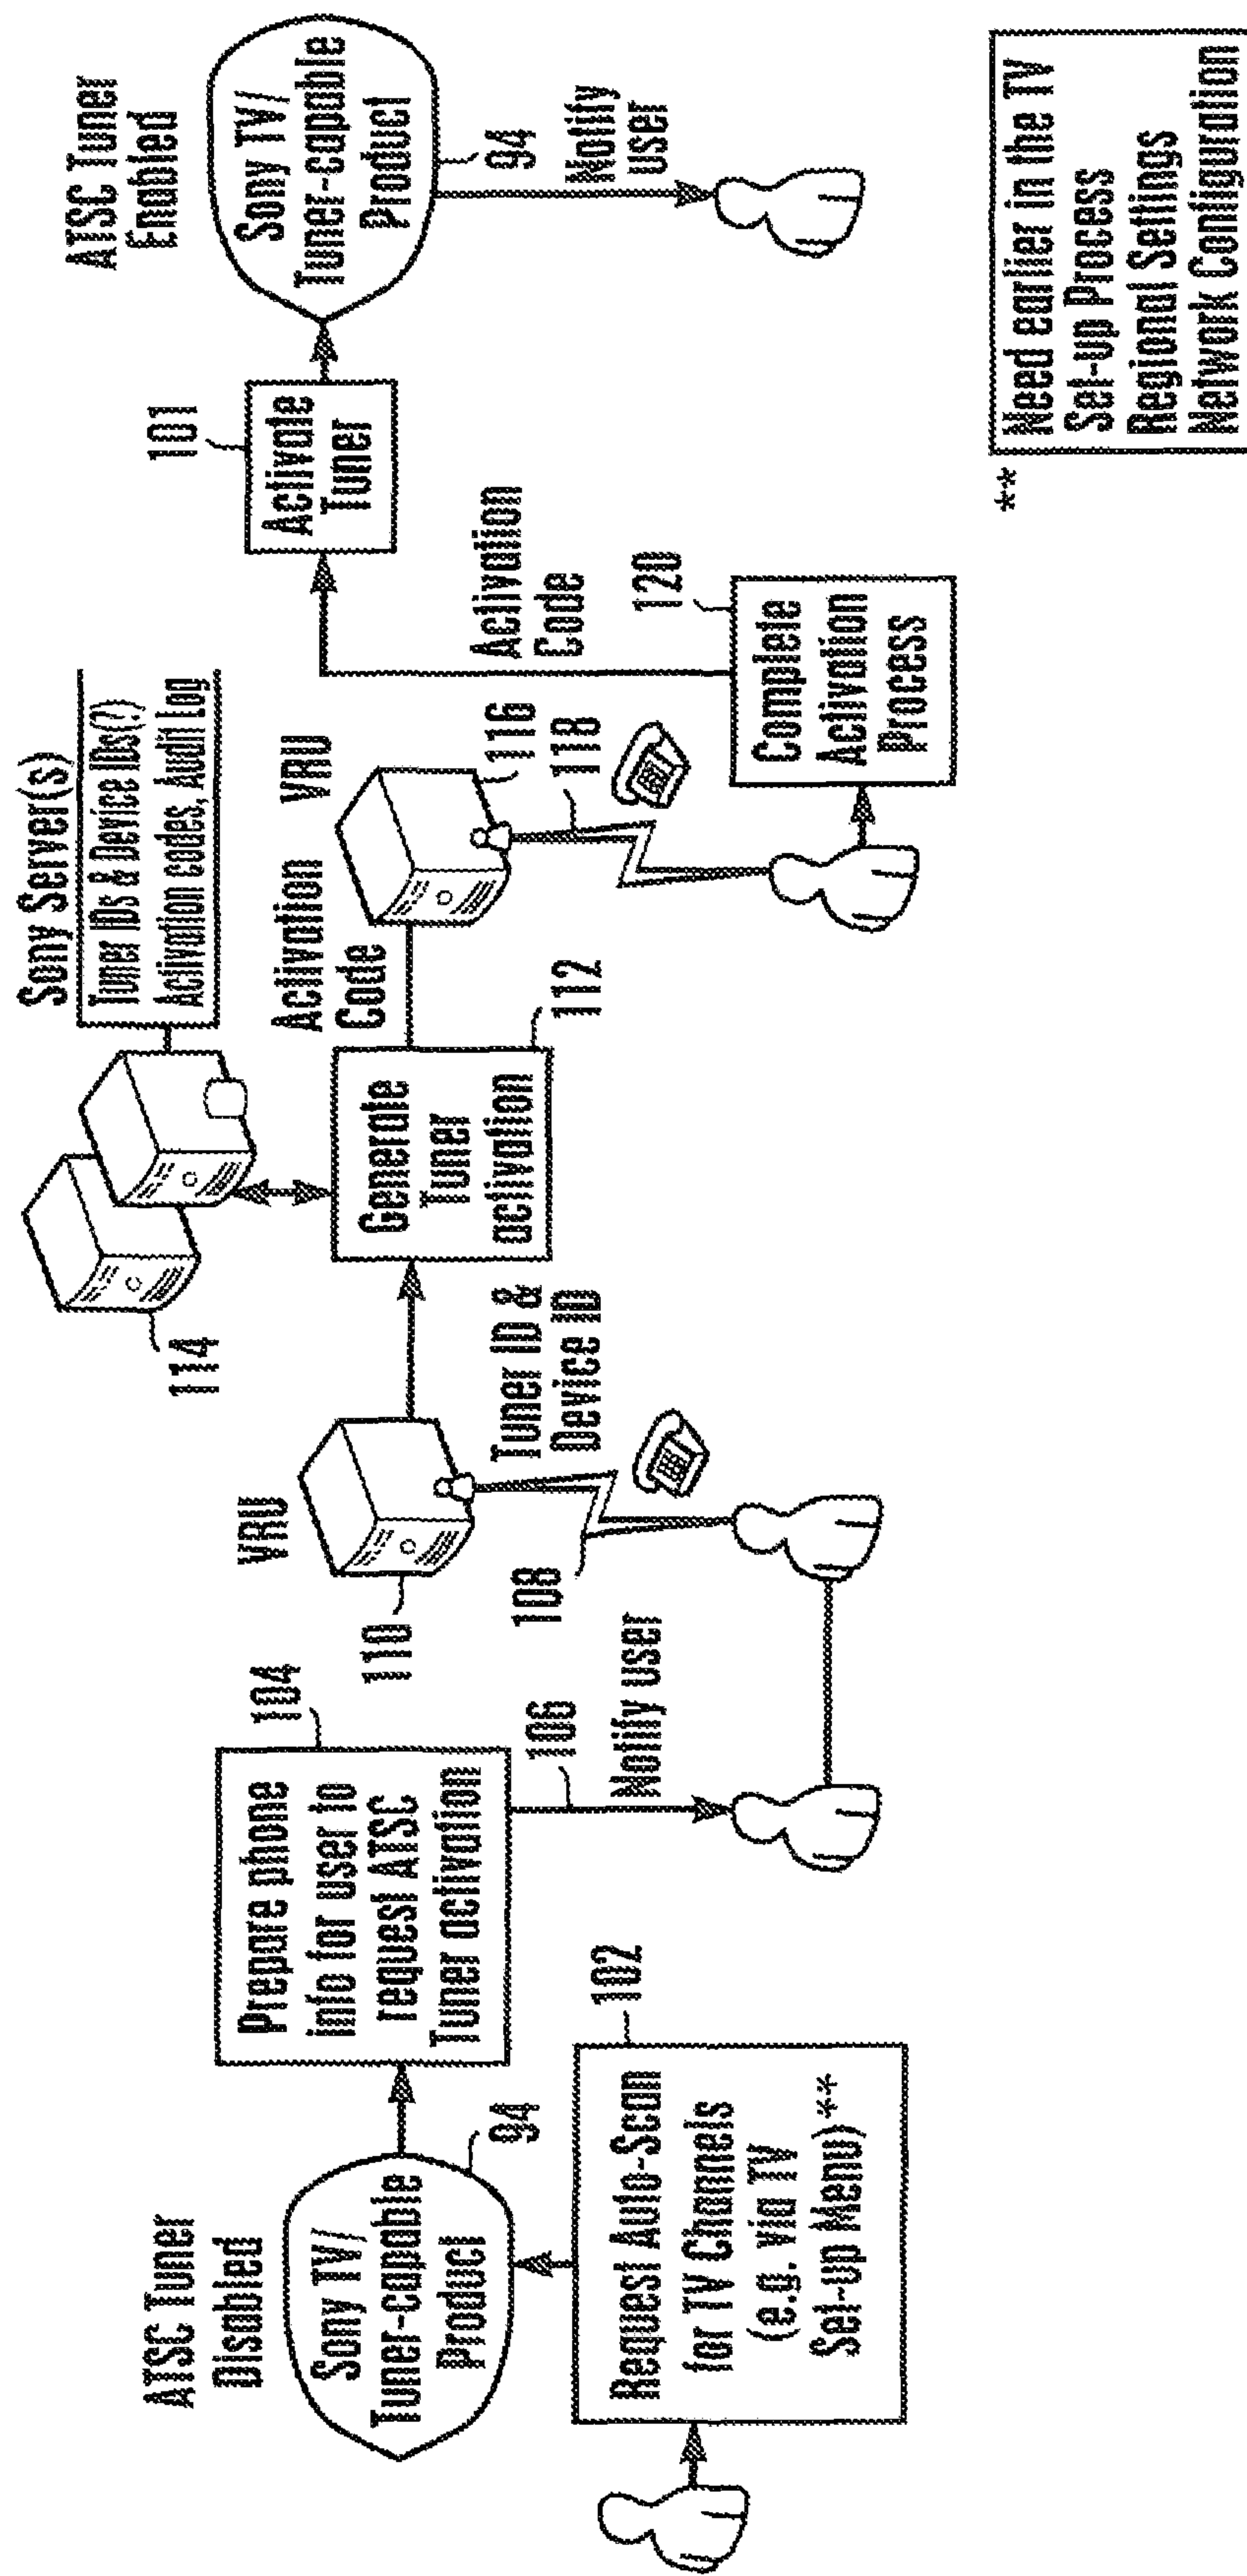 ATSC Tuner
Disabled
Sony TV/
Tuner-capable
Product
94
Request Auto-Scan
for TV Channels
(e.g. via TV
Set-up Menu)**
102
Prepare phone
info for user to
request ATSC
Tuner activation
104
106
Notify user
VRU
110
108
Tuner ID &
Device ID
114
Sony Server(s)
Tuner IDs & Device IDs(?)
Activation codes, Audit Log
Generate
Tuner
activation
112
Activation
Code
VRU
116
118
Complete
Activation
Process
120
Activation
Code
Activate
Tuner
101
ATSC Tuner
Enabled
Sony TV/
Tuner-capable
Product
94
Notify
user
**
Need earlier in the TV
Set-up Process
Regional Settings
Network Configuration